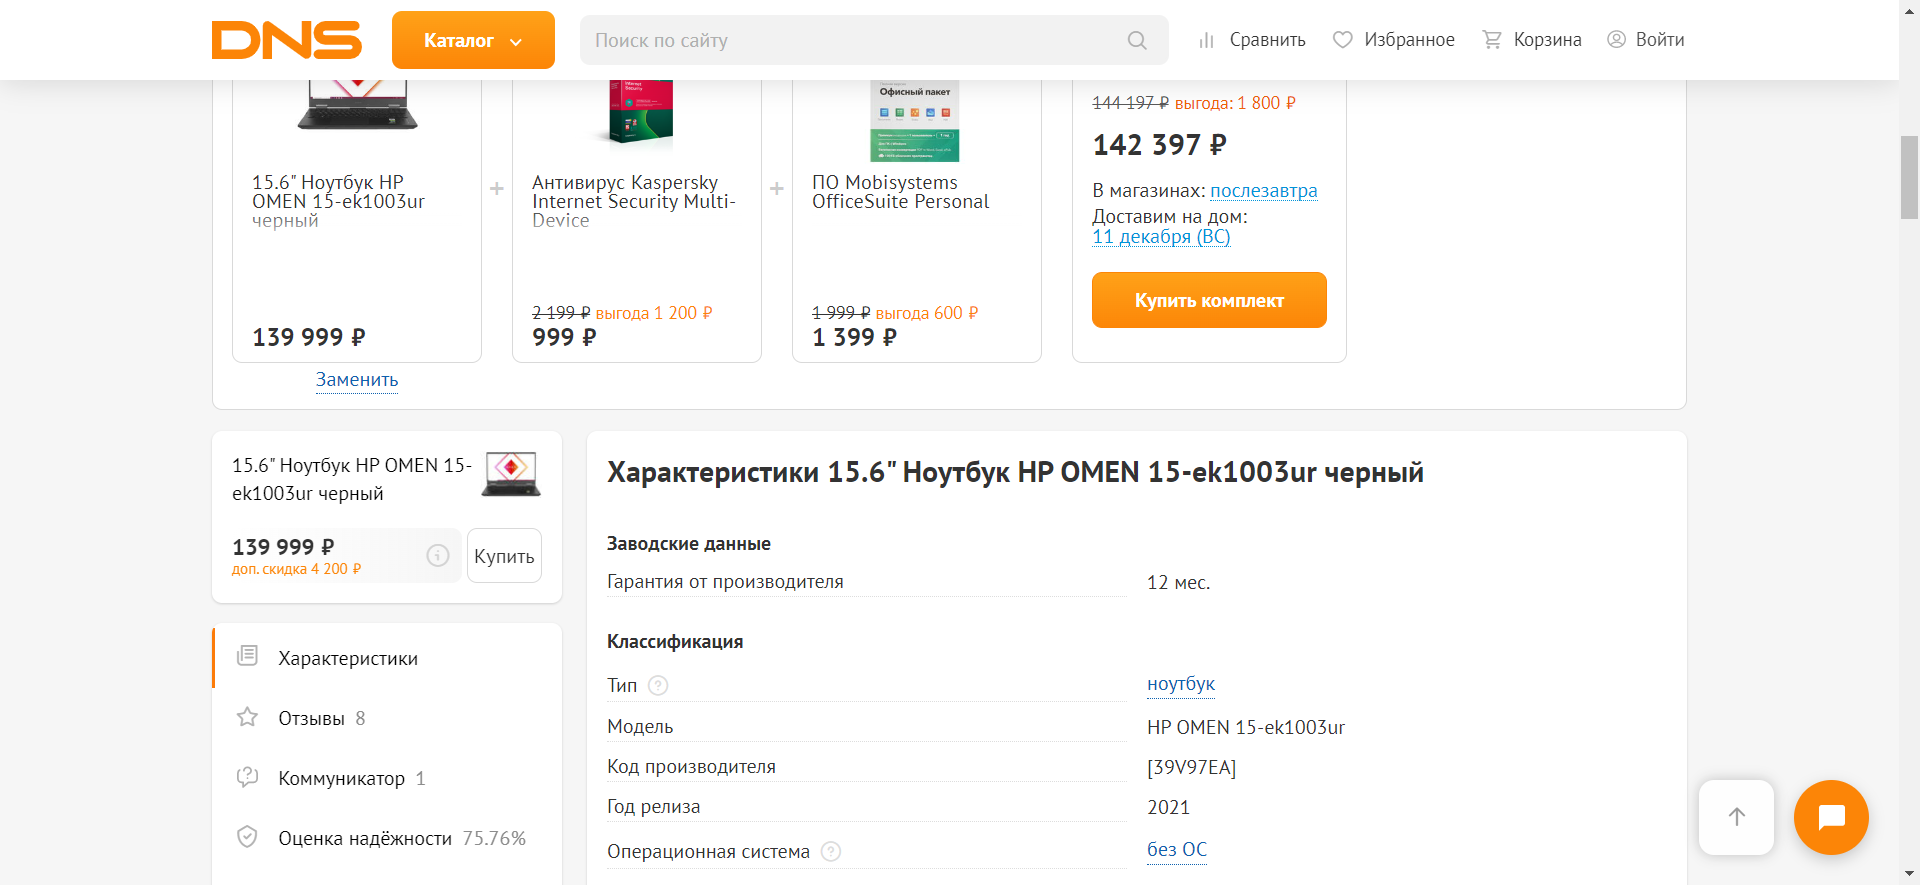 DNS
Каталог
Поиск по сайту
Сравнить
Избранное
Корзина
Войти
Internet
Security
Офисный пакет
144 197 ₽ выгода: 1 800 ₽
142 397 ₽
В магазинах: послезавтра
Доставим на дом:
11 декабря (ВС)
Купить комплект
15.6" Ноутбук HP
OMEN 15-ek1003ur
черный
139 999 ₽
Заменить
+
Антивирус Kaspersky
Internet Security Multi-
Device
2 199 ₽ выгода 1 200 ₽
999 ₽
+
ПО Mobisystems
OfficeSuite Personal
1 999 ₽ выгода 600 ₽
1 399 ₽
15.6" Ноутбук HP OMEN 15-
ek1003ur черный
139 999 ₽
доп. скидка 4 200 ₽
Купить
Характеристики
Отзывы 8
Коммуникатор 1
Оценка надёжности 75.76%
Характеристики 15.6" Ноутбук HP OMEN 15-ek1003ur черный
Заводские данные
Гарантия от производителя 12 мес.
Классификация
Тип ? ноутбук
Модель HP OMEN 15-ek1003ur
Код производителя [39V97EA]
Год релиза 2021
Операционная система ? без ОС